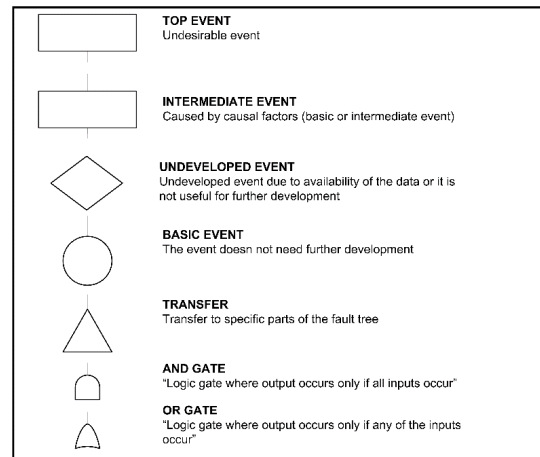 TOP EVENT
Undesirable event
INTERMEDIATE EVENT
Caused by causal factors (basic or intermediate event)
UNDEVELOPED EVENT
Undeveloped event due to availability of the data or it is
not useful for further development
BASIC EVENT
The event doesn not need further development
TRANSFER
Transfer to specific parts of the fault tree
AND GATE
“Logic gate where output occurs only if all inputs occur”
OR GATE
“Logic gate where output occurs only if any of the inputs
occur”